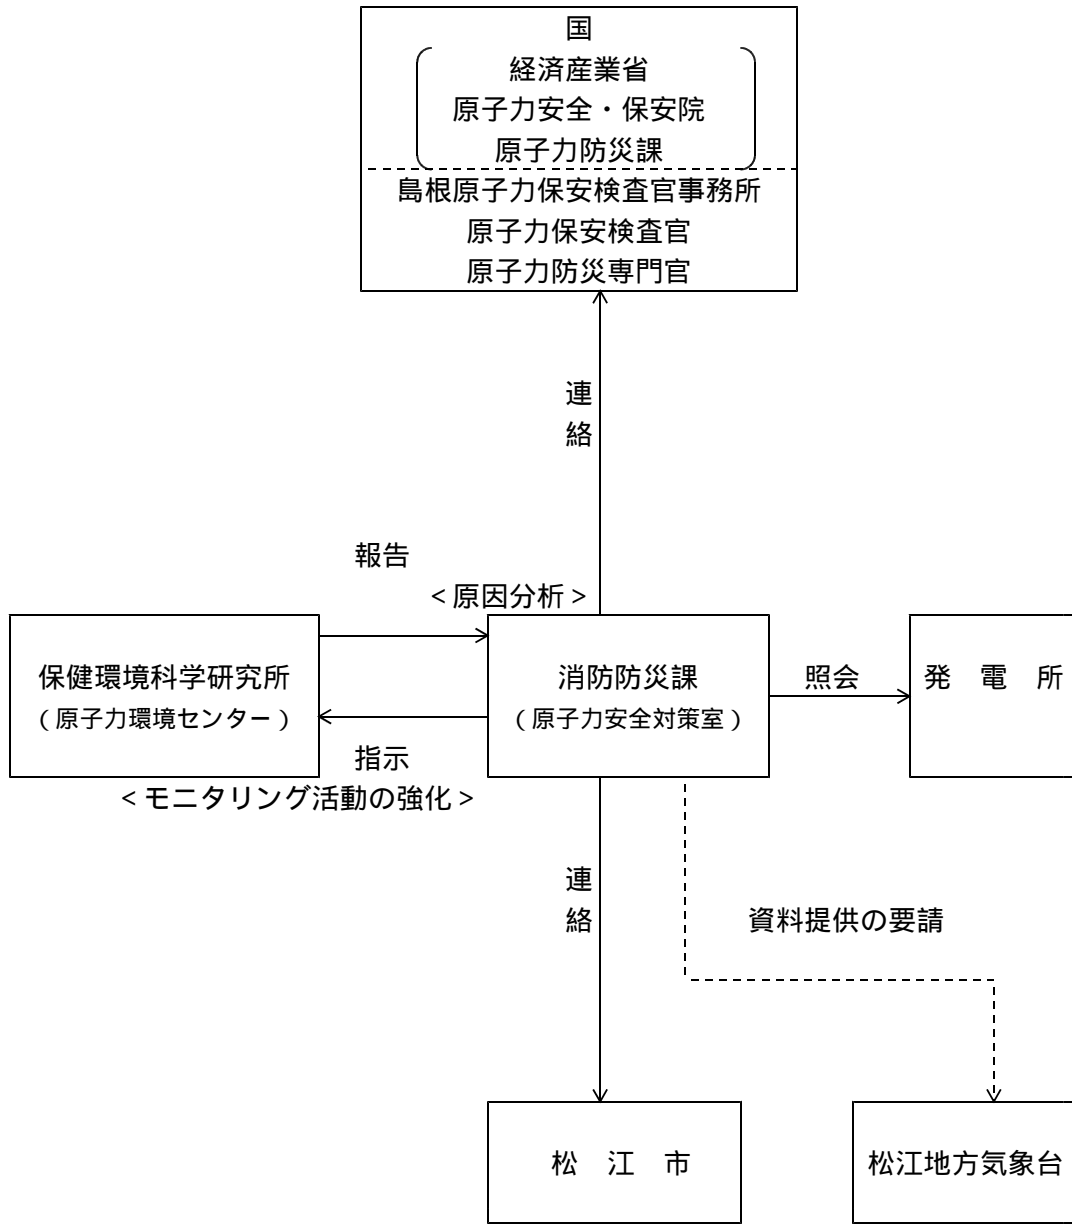 国
経済産業省
原子力安全・保安院
原子力防災課
島根原子力保安検査官事務所
原子力保安検査官
原子力防災専門官
連
絡
報告
<原因分析>
保健環境科学研究所
(原子力環境センター)
消防防災課
(原子力安全対策室)
照会
発 電 所
指示
<モニタリング活動の強化>
連
絡
資料提供の要請
松 江 市
松江地方気象台